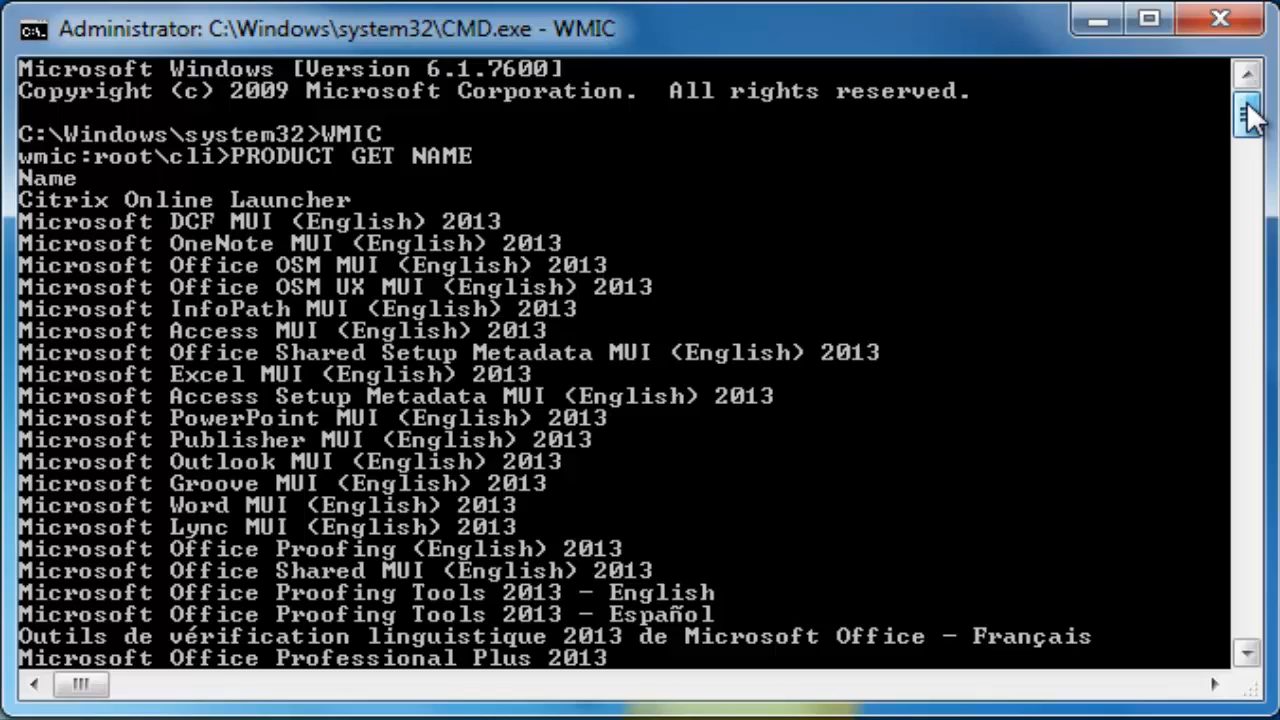 Administrator: C:\Windows\system32\CMD.exe - WMIC
Microsoft Windows [Version 6.1.7600]
Copyright (c) 2009 Microsoft Corporation.  All rights reserved.
C:\Windows\system32>WMIC
wmic:root\cli>PRODUCT GET NAME
Name
Citrix Online Launcher
Microsoft DCF MUI (English) 2013
Microsoft OneNote MUI (English) 2013
Microsoft Office OSM MUI (English) 2013
Microsoft Office OSM UX MUI (English) 2013
Microsoft InfoPath MUI (English) 2013
Microsoft Access MUI (English) 2013
Microsoft Office Shared Setup Metadata MUI (English) 2013
Microsoft Excel MUI (English) 2013
Microsoft Access Setup Metadata MUI (English) 2013
Microsoft PowerPoint MUI (English) 2013
Microsoft Publisher MUI (English) 2013
Microsoft Outlook MUI (English) 2013
Microsoft Groove MUI (English) 2013
Microsoft Word MUI (English) 2013
Microsoft Lync MUI (English) 2013
Microsoft Office Proofing (English) 2013
Microsoft Office Shared MUI (English) 2013
Microsoft Office Proofing Tools 2013 - English
Microsoft Office Proofing Tools 2013 - Español
Outils de vérification linguistique 2013 de Microsoft Office - Français
Microsoft Office Professional Plus 2013